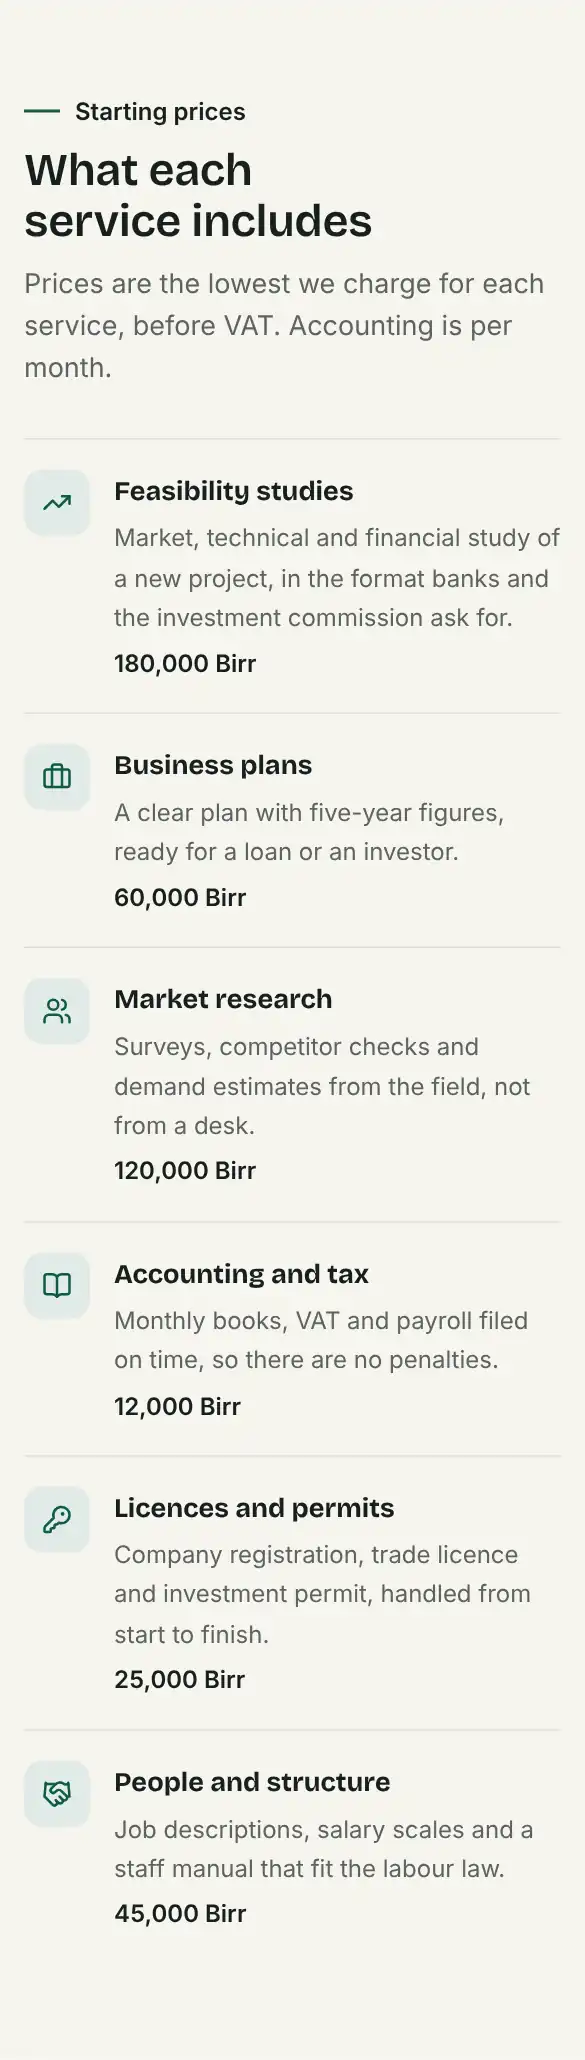 Starting prices
What each
service includes
Prices are the lowest we charge for each
service, before VAT. Accounting is per
month.
Feasibility studies
Market, technical and financial study of
a new project, in the format banks and
the investment commission ask for.
180,000 Birr
Business plans
A clear plan with five-year figures,
ready for a loan or an investor.
60,000 Birr
Market research
Surveys, competitor checks and
demand estimates from the field, not
from a desk.
120,000 Birr
Accounting and tax
Monthly books, VAT and payroll filed
on time, so there are no penalties.
12,000 Birr
Licences and permits
Company registration, trade licence
and investment permit, handled from
start to finish.
25,000 Birr
People and structure
Job descriptions, salary scales and a
staff manual that fit the labour law.
45,000 Birr